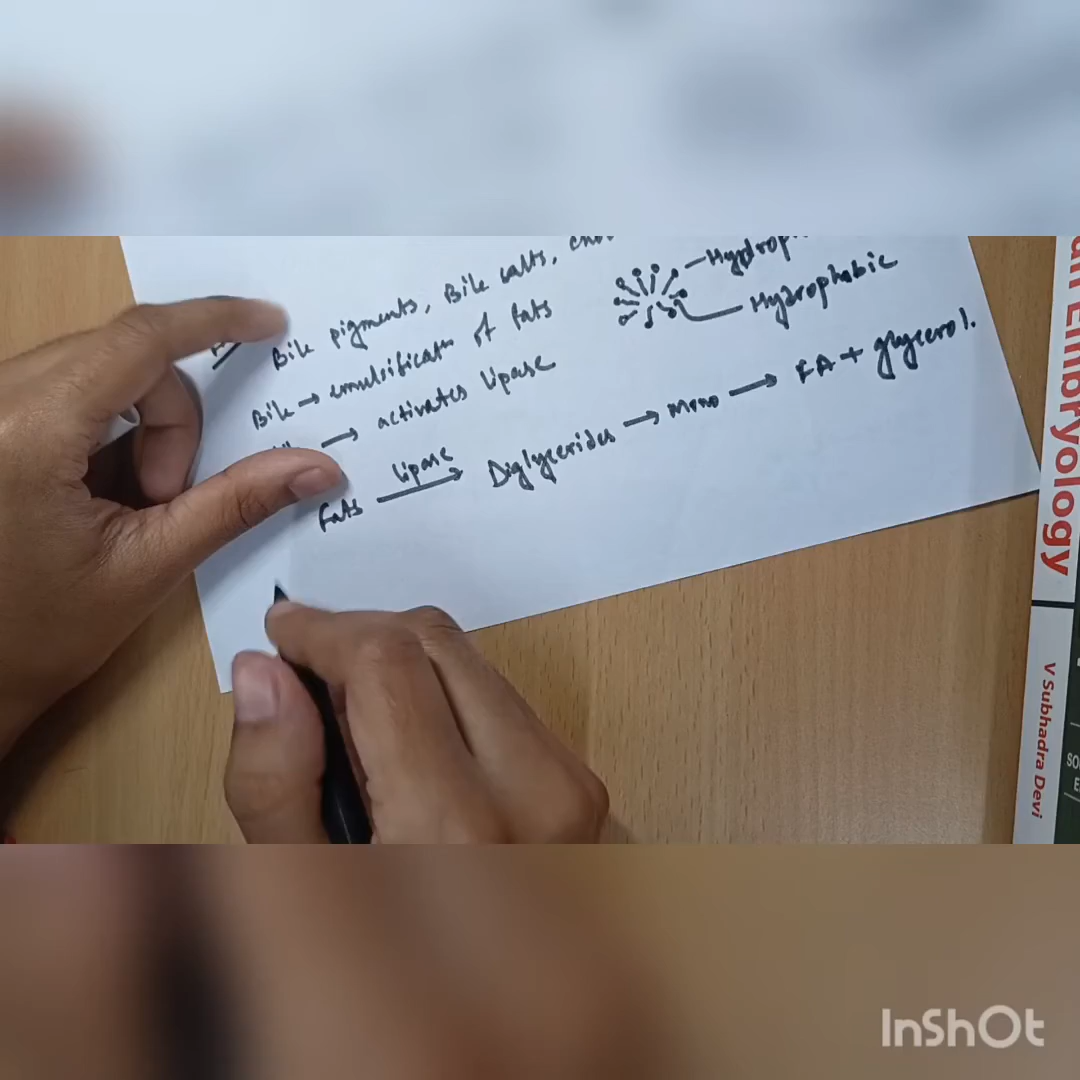 Bile pigments, Bile salts,
Hydrop
Hydrophobic
Bile → emulsification of fats
→ activates lipase
Fats lipase → Diglycerides → Mono → FA + glycerol.
Embryology
V Subhadra Devi
InShOt